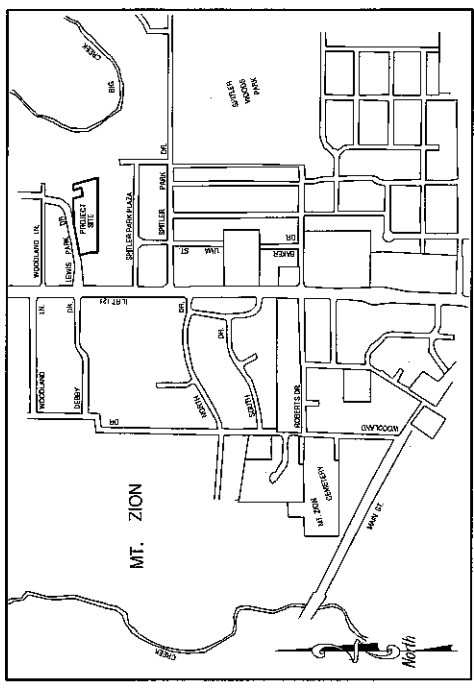 CREEK
BIG
SPITLER
WOODS
PARK
DR.
WOODLAND LN.
LEWIS PARK DR.
PROJECT
SITE
SPITLER PARK PLAZA
SPITLER PARK
ST.
BAKER DR.
WOODLAND LN.
DEBBY DR.
IL RT 121
DR.
NORTH DR.
SOUTH DR.
ROBERTS DR.
WOODLAND
MT. ZION
MT. ZION
CEMETERY
MAIN ST.
CREEK
North